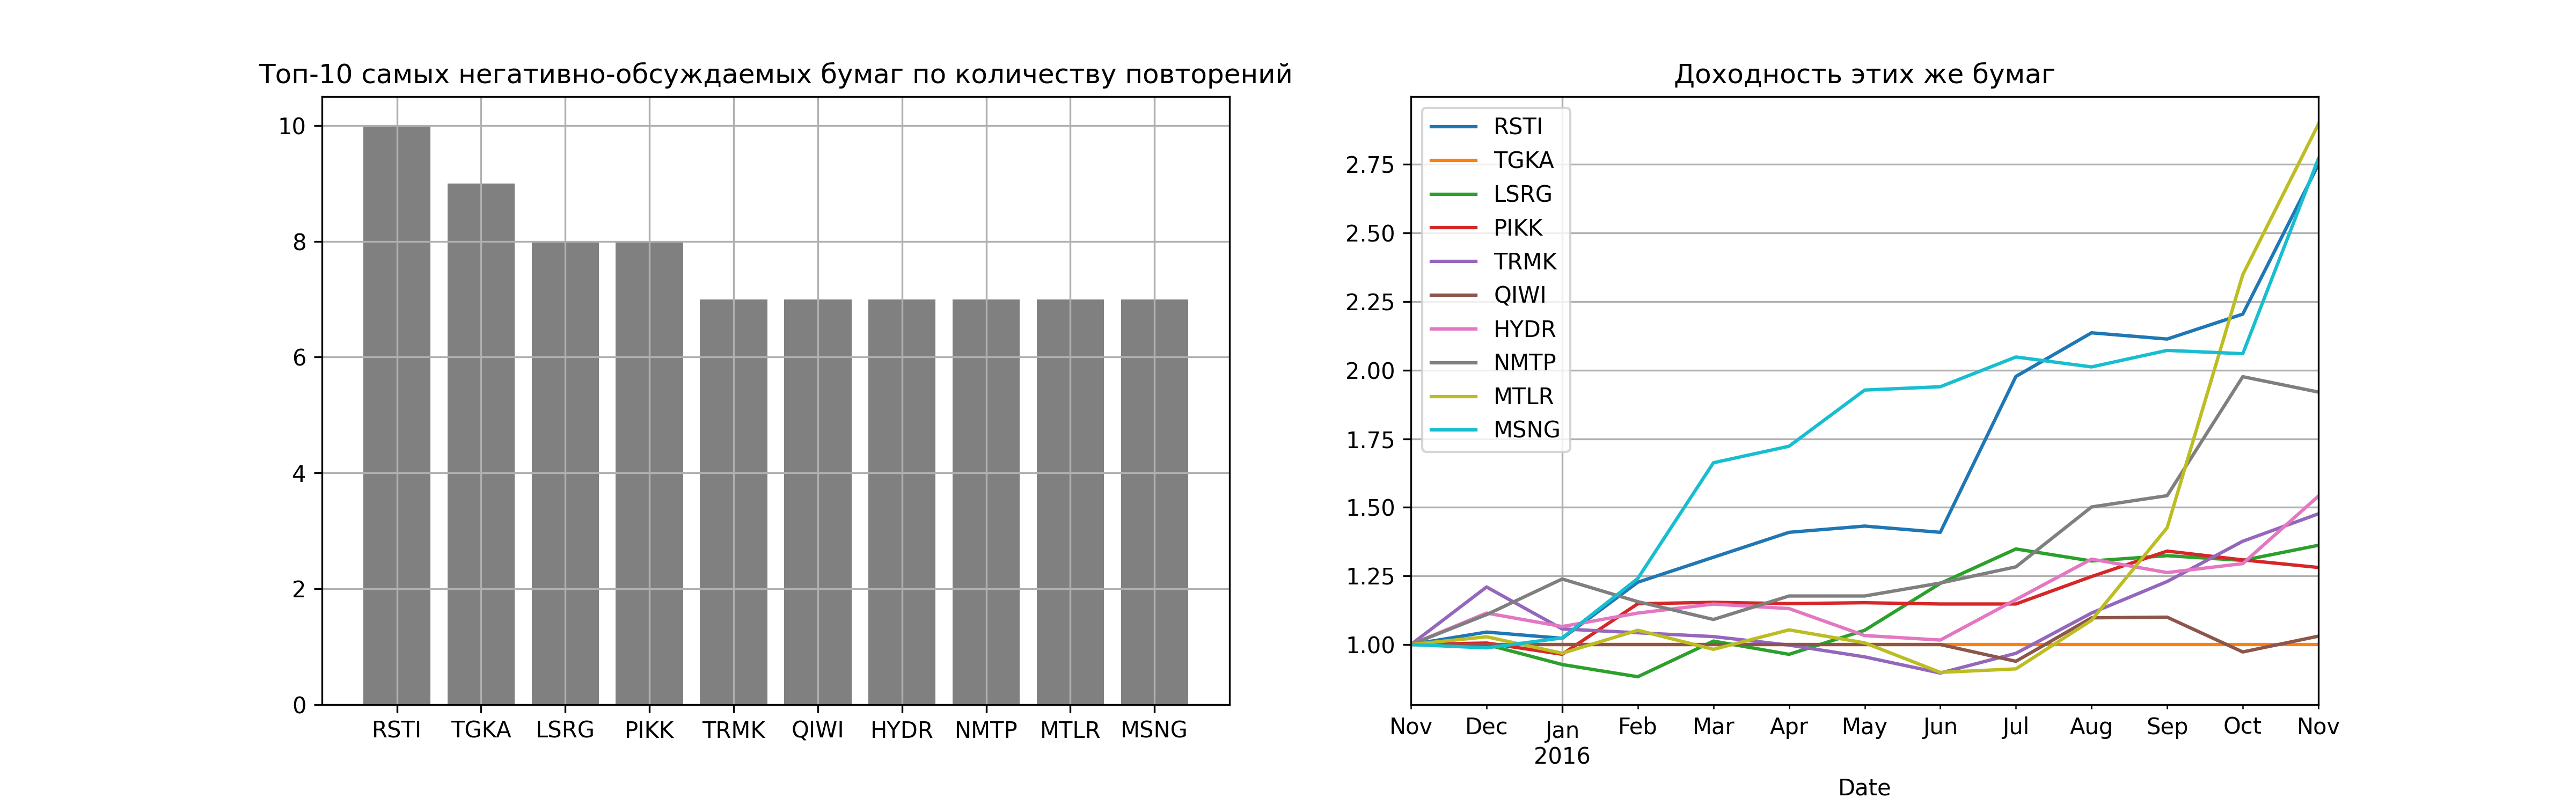 Топ-10 самых негативно-обсуждаемых бумаг по количеству повторений
10
8
6
4
2
0
RSTI TGKA LSRG PIKK TRMK QIWI HYDR NMTP MTLR MSNG
Доходность этих же бумаг
RSTI
TGKA
LSRG
PIKK
TRMK
QIWI
HYDR
NMTP
MTLR
MSNG
2.75
2.50
2.25
2.00
1.75
1.50
1.25
1.00
Nov Dec Jan Feb Mar Apr May Jun Jul Aug Sep Oct Nov
2016
Date